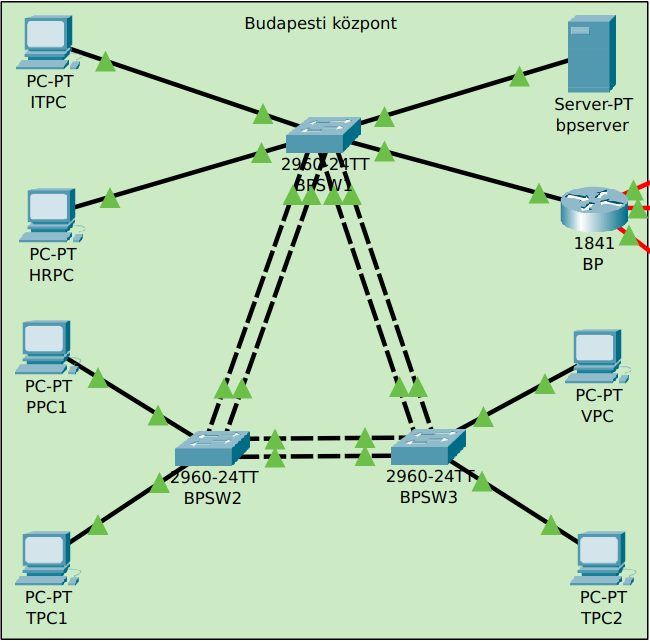 Budapesti központ
PC-PT
ITPC
Server-PT
bpserver
2960-24TT
BPSW1
PC-PT
HRPC
1841
BP
PC-PT
PPC1
PC-PT
VPC
2960-24TT
BPSW2
2960-24TT
BPSW3
PC-PT
TPC1
PC-PT
TPC2